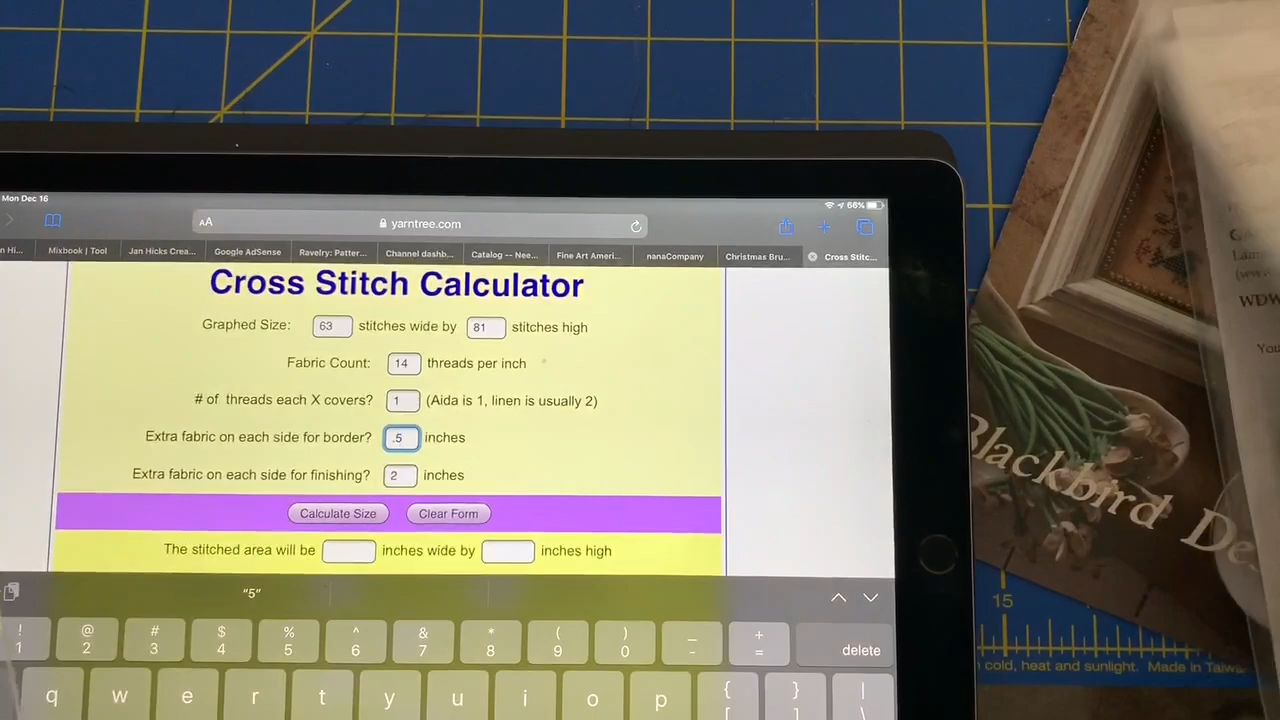 Mon Dec 16
66%
AA
yarntree.com
n Hi...
Mixbook | Tool
Jan Hicks Crea...
Google AdSense
Ravelry: Patter...
Channel dashb...
Catalog -- Nee...
Fine Art Ameri...
nanaCompany
Christmas Bru...
Cross Stitc...
Cross Stitch Calculator
Graphed Size: 63 stitches wide by 81 stitches high
Fabric Count: 14 threads per inch
# of threads each X covers? 1 (Aida is 1, linen is usually 2)
Extra fabric on each side for border? .5 inches
Extra fabric on each side for finishing? 2 inches
Calculate Size Clear Form
The stitched area will be inches wide by inches high
"5"
! @ # $ % ^ & * ( ) _ +
1 2 3 4 5 6 7 8 9 0 - = delete
q w e r t y u i o p { } |
[ ] \
Blackbird De
WDW
You
15
cold, heat and sunlight. Made in Taiwa